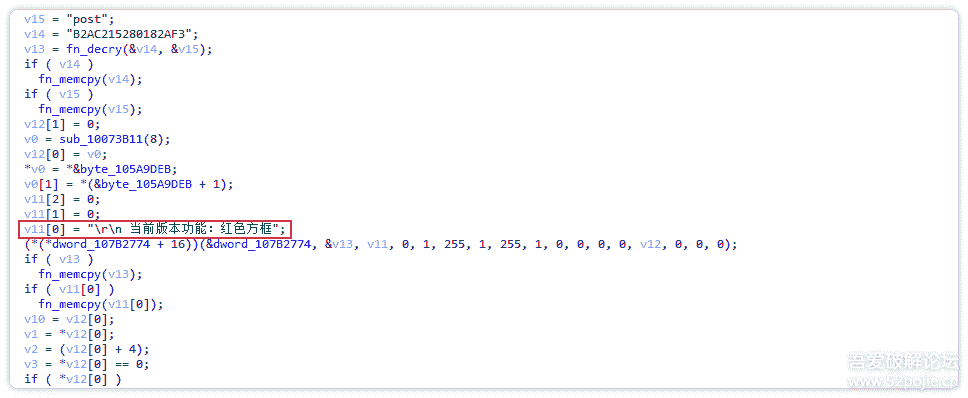 v15 = "post";
v14 = "B2AC215280182AF3";
v13 = fn_decry(&v14, &v15);
if ( v14 )
fn_memcpy(v14);
if ( v15 )
fn_memcpy(v15);
v12[1] = 0;
v0 = sub_10073B11(8);
v12[0] = v0;
*v0 = *&byte_105A9DEB;
v0[1] = *(&byte_105A9DEB + 1);
v11[2] = 0;
v11[1] = 0;
v11[0] = "\r\n 当前版本功能：红色方框";
(*(*dword_107B2774 + 16))(&dword_107B2774, &v13, v11, 0, 1, 255, 1, 255, 1, 0, 0, 0, 0, v12, 0, 0, 0);
if ( v13 )
fn_memcpy(v13);
if ( v11[0] )
fn_memcpy(v11[0]);
v10 = v12[0];
v1 = *v12[0];
v2 = (v12[0] + 4);
v3 = *v12[0] == 0;
if ( *v12[0] )
吾爱破解论坛
www.52pojie.cn